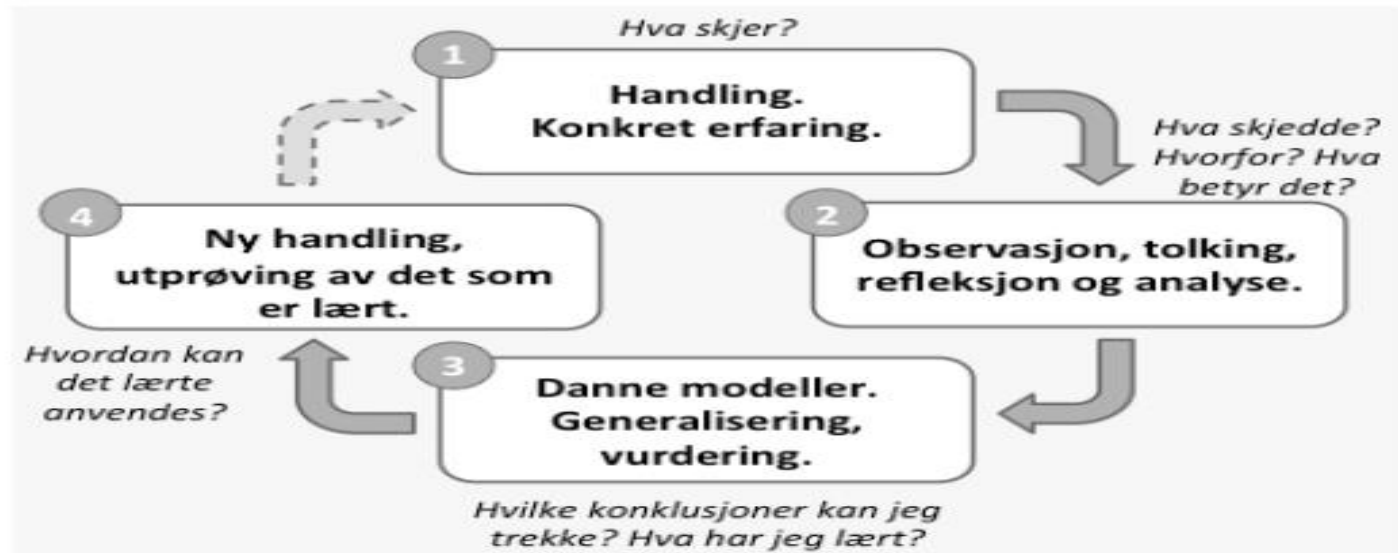 Hva skjer?
1
Handling.
Konkret erfaring.
Hva skjedde?
Hvorfor? Hva
betyr det?
2
Observasjon, tolking,
refleksjon og analyse.
3
Danne modeller.
Generalisering,
vurdering.
Hvilke konklusjoner kan jeg
trekke? Hva har jeg lært?
4
Ny handling,
utprøving av det som
er lært.
Hvordan kan
det lærte
anvendes?